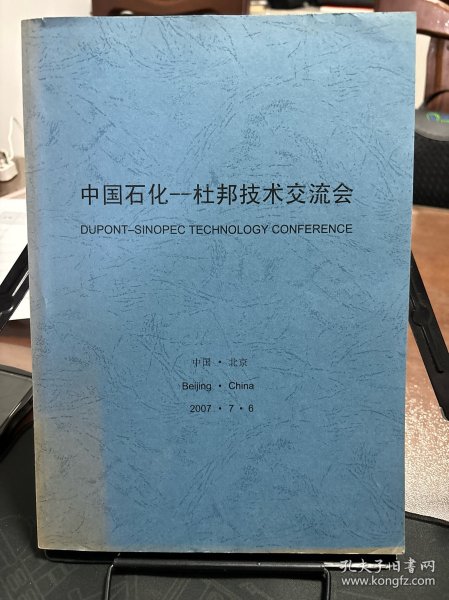 中国石化--杜邦技术交流会
DUPONT-SINOPEC TECHNOLOGY CONFERENCE
中国·北京
Beijing · China
2007 · 7 · 6
孔夫子旧书网
www.kongfz.com